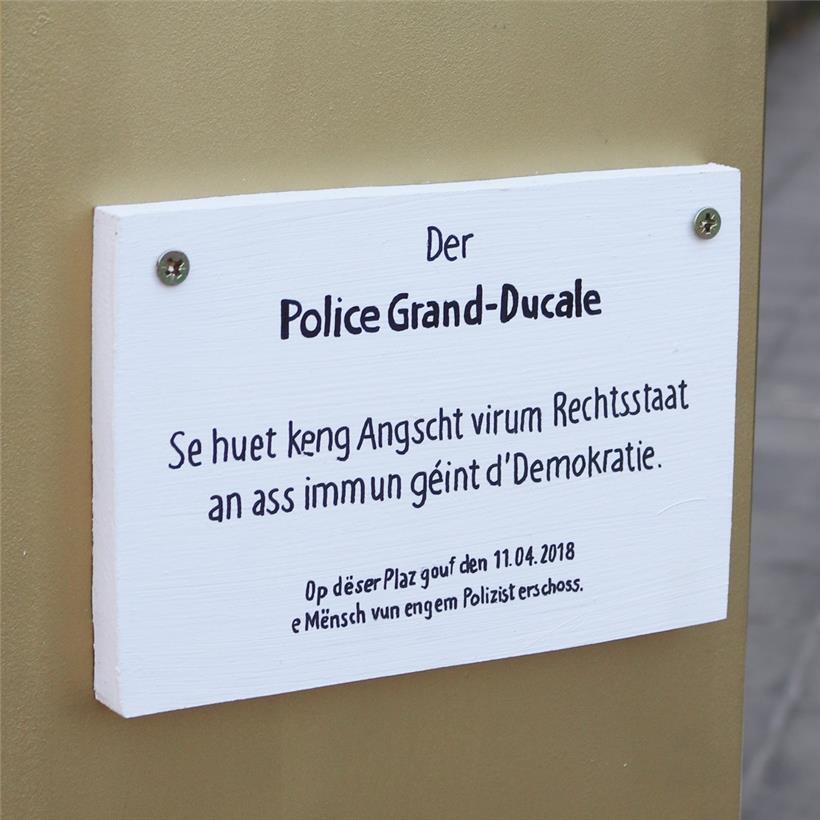 Der
Police Grand-Ducale
Se huet keng Angscht virum Rechtsstaat
an ass immun géint d'Demokratie.
Op dëser Plaz gouf den 11.04.2018
e Mënsch vun engem Polizist erschoss.